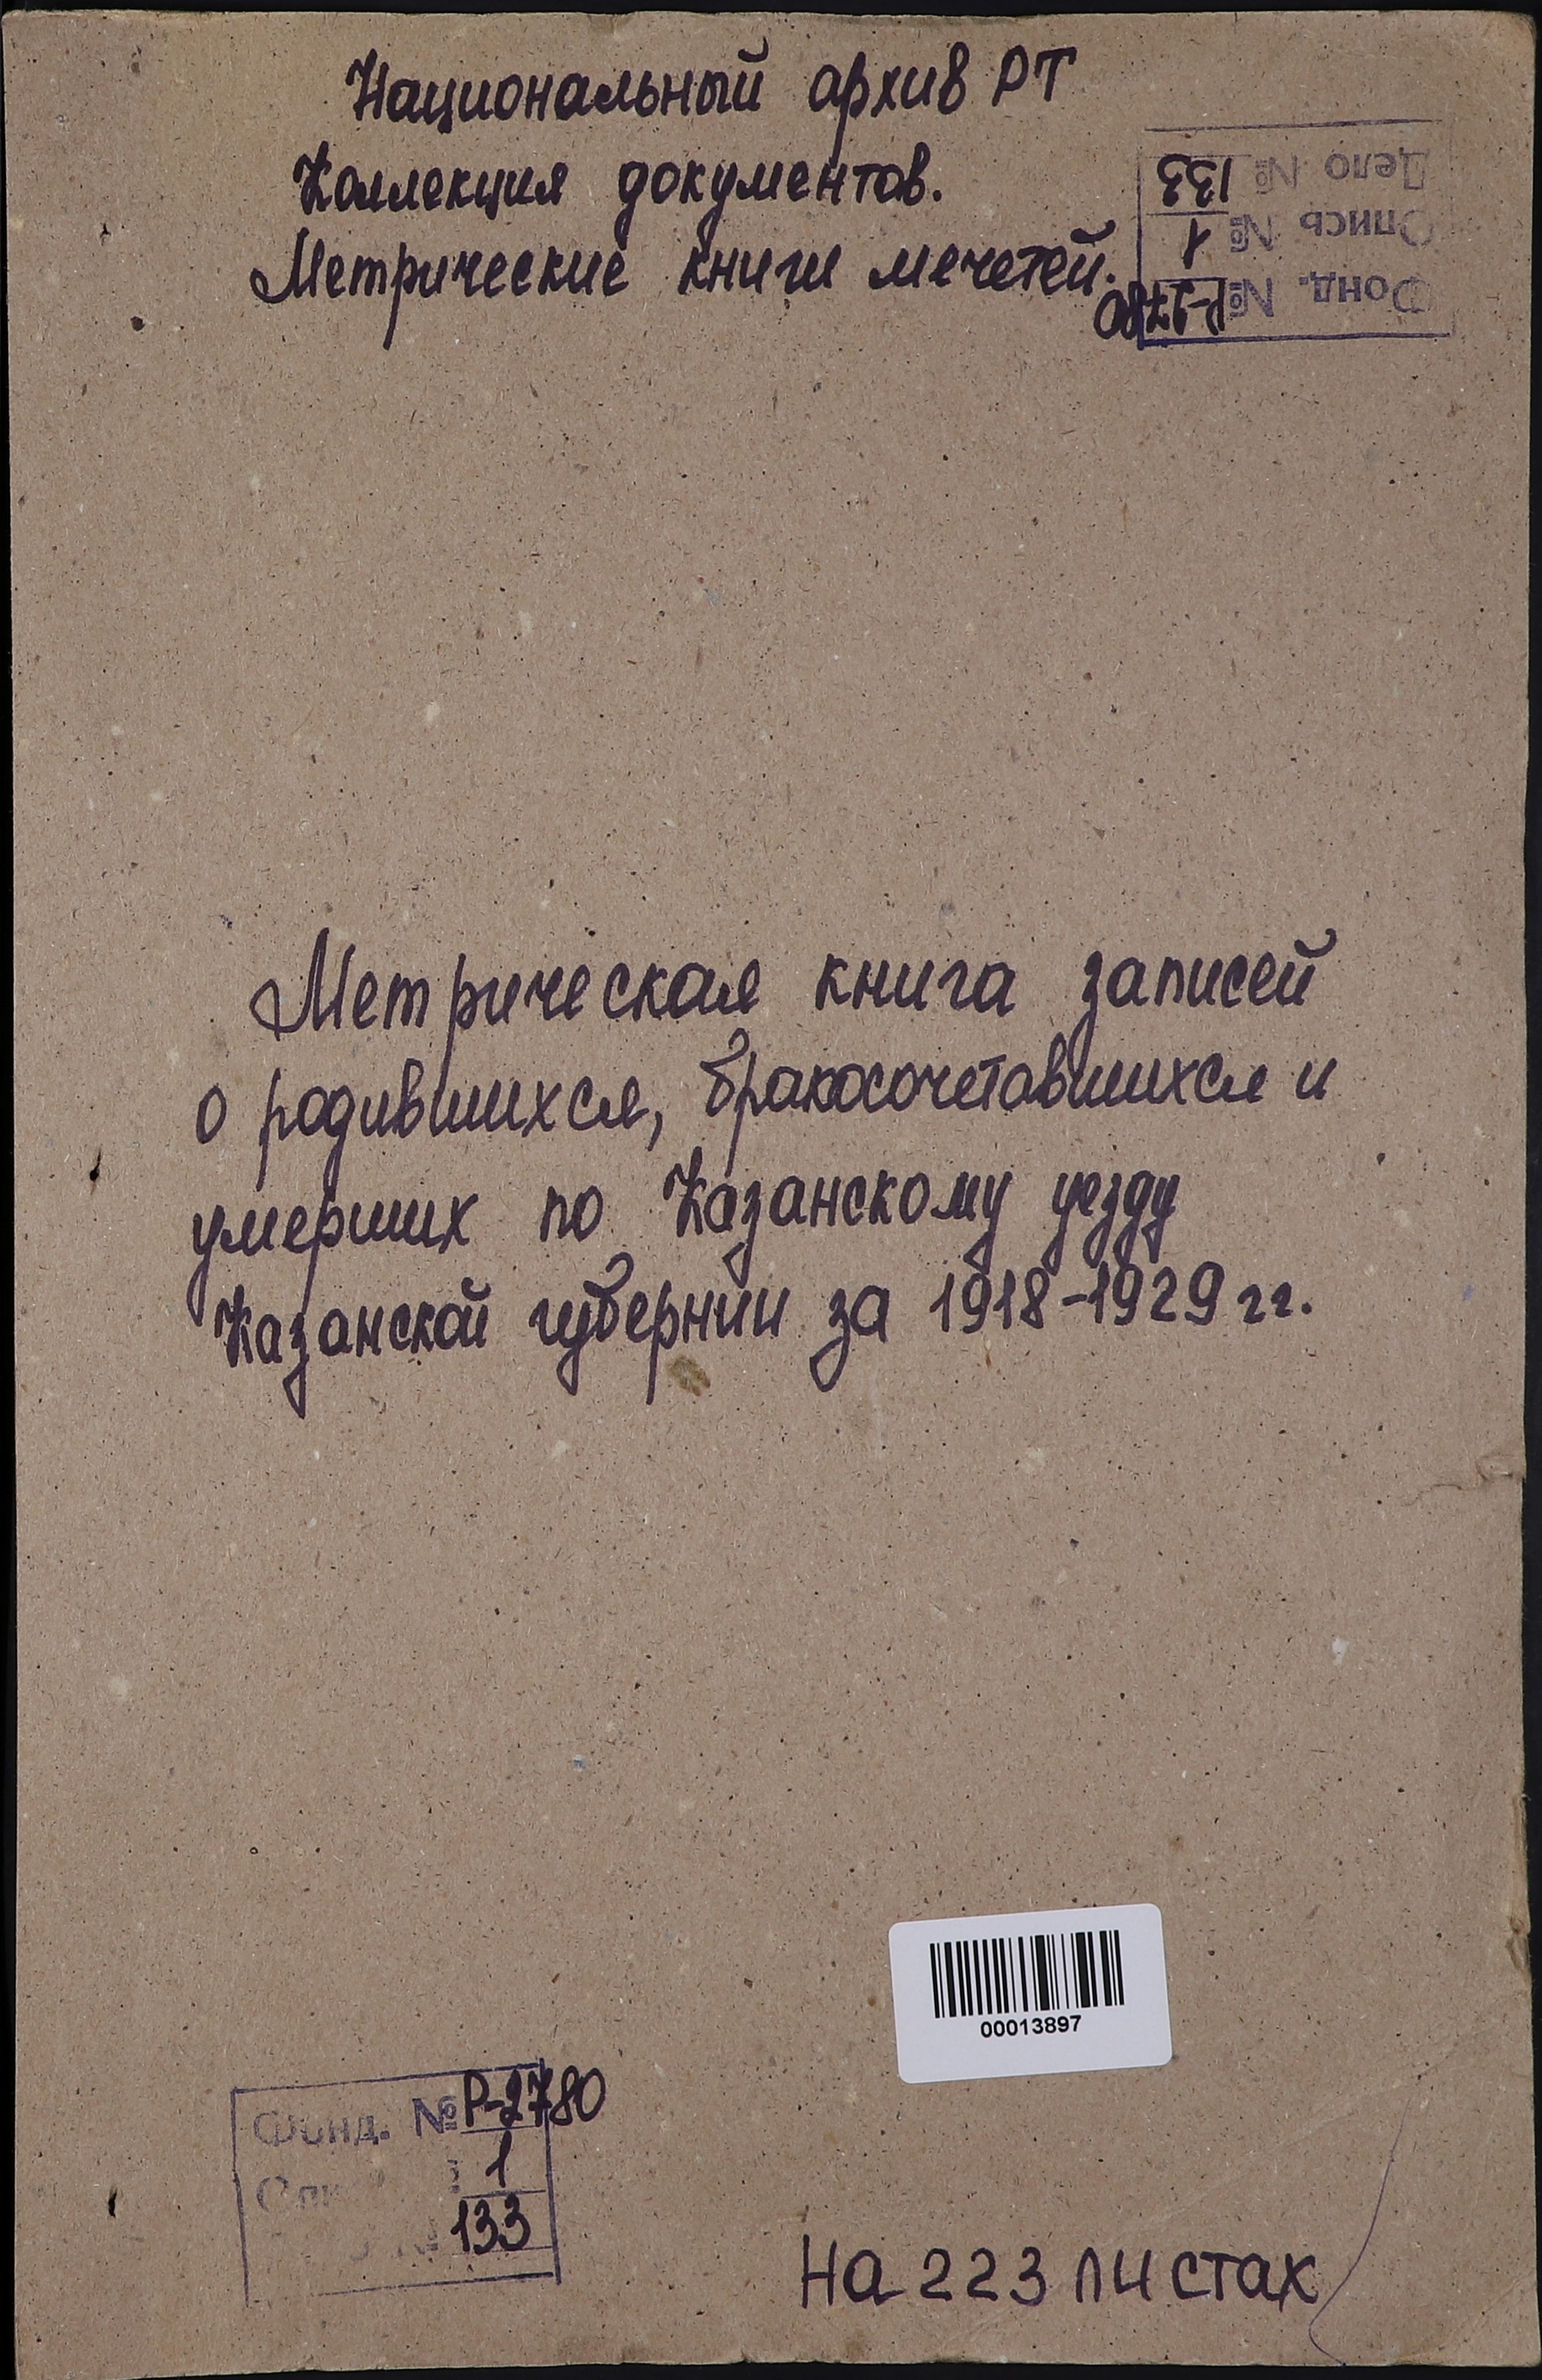 Национальный архив РТ
Коллекция документов.
Метрические книги мечетей.
Дело № 133
Опись № 1
Фонд. № Р-2780
Метрическая книга записей
о родившихся, бракосочетавшихся и
умерших по Казанскому уезду
Казанской губернии за 1918-1929 гг.
00013897
Фонд. № Р-2780
1
133
На 223 листах